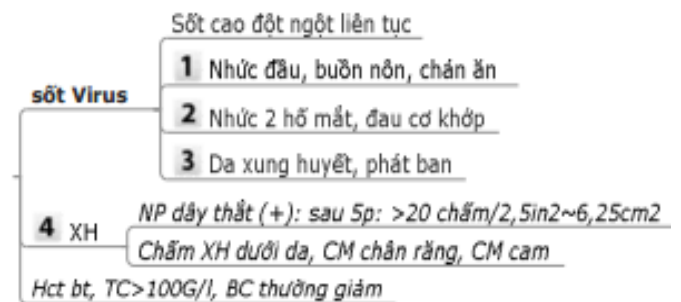 Sốt cao đột ngột liên tục
1 Nhức đầu, buồn nôn, chán ăn
sốt Virus
2 Nhức 2 hố mắt, đau cơ khớp
3 Da xung huyết, phát ban
NP dây thắt (+): sau 5p: >20 chấm/2,5in2~6,25cm2
4 XH
Chấm XH dưới da, CM chân răng, CM cam
Hct bt, TC>100G/l, BC thường giảm